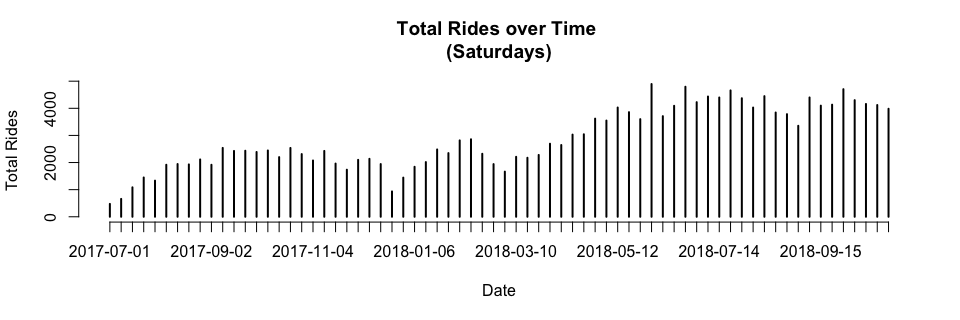 Total Rides over Time
(Saturdays)
Total Rides
4000
2000
0
2017-07-01 2017-09-02 2017-11-04 2018-01-06 2018-03-10 2018-05-12 2018-07-14 2018-09-15
Date